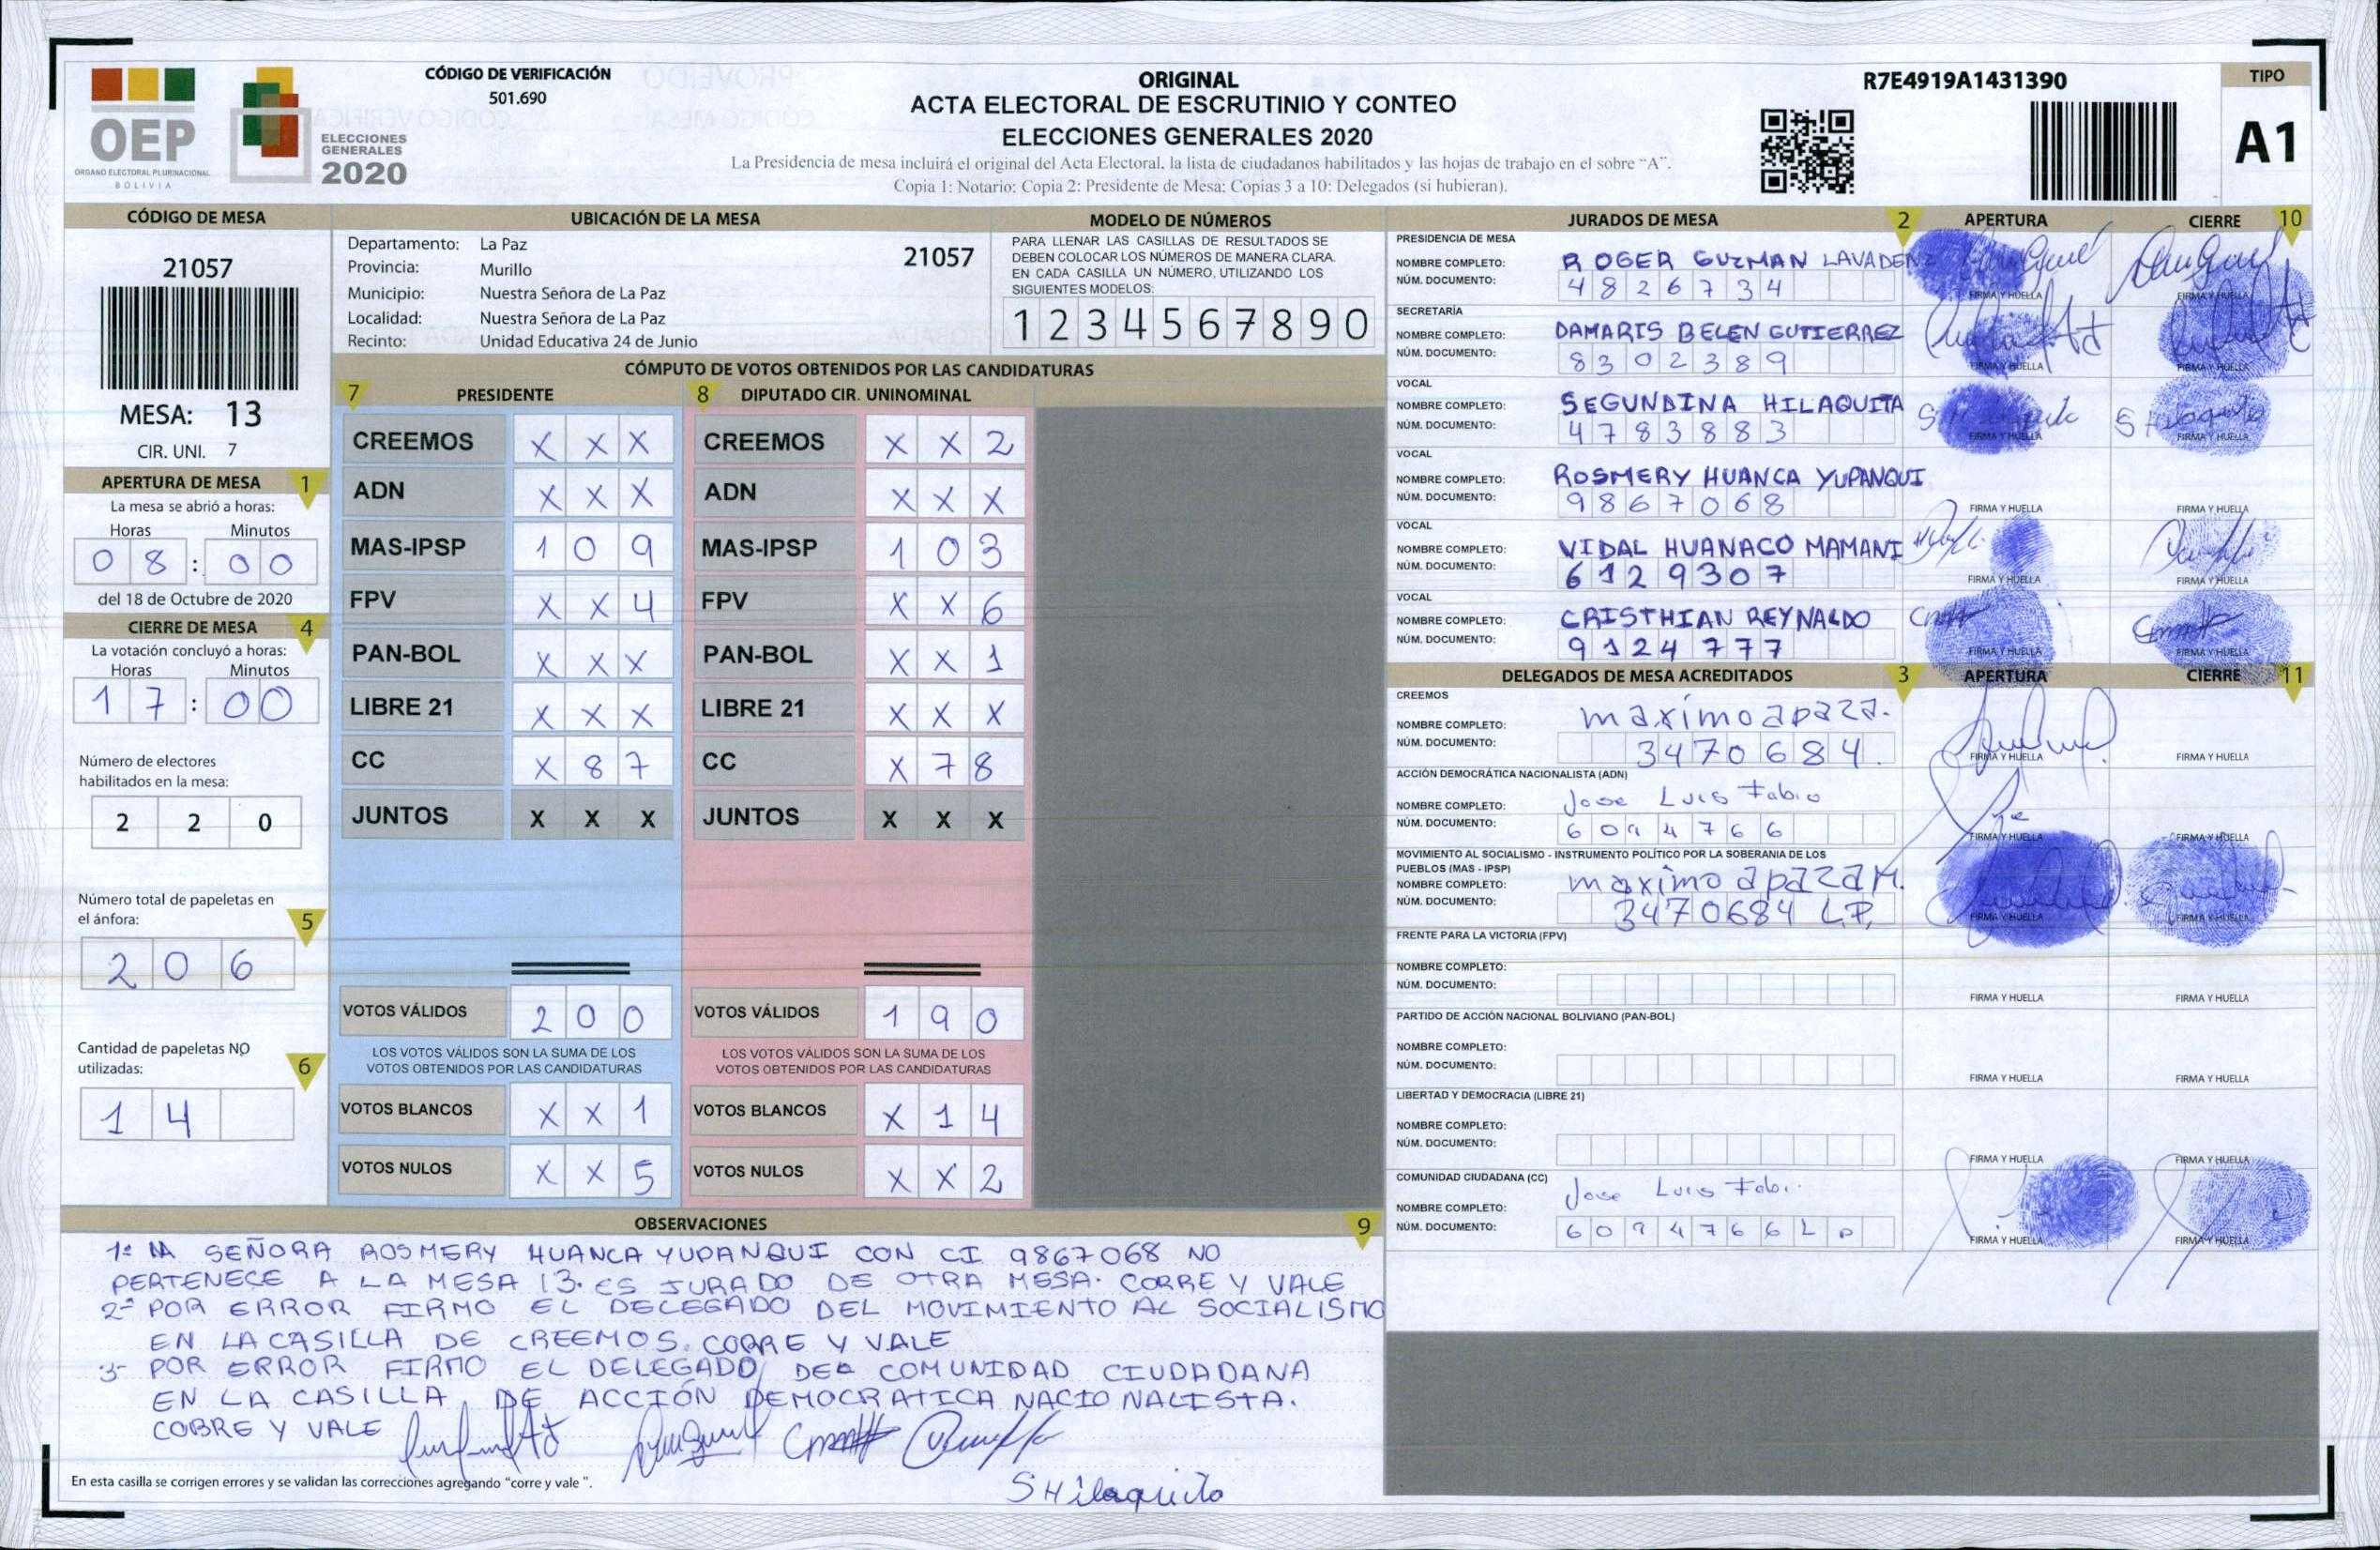 OEP
ORGANO ELECTORAL PLURINACIONAL
BOLIVIA
ELECCIONES
GENERALES
2020
CÓDIGO DE VERIFICACIÓN
501.690
ORIGINAL
ACTA ELECTORAL DE ESCRUTINIO Y CONTEO
ELECCIONES GENERALES 2020
La Presidencia de mesa incluirá el original del Acta Electoral, la lista de ciudadanos habilitados y las hojas de trabajo en el sobre "A".
Copia 1: Notario; Copia 2: Presidente de Mesa; Copias 3 a 10: Delegados (si hubieran).
R7E4919A1431390
TIPO
A1
CÓDIGO DE MESA
21057
MESA: 13
CIR. UNI. 7
APERTURA DE MESA 1
La mesa se abrió a horas:
Horas Minutos
08 : 00
del 18 de Octubre de 2020
CIERRE DE MESA 4
La votación concluyó a horas:
Horas Minutos
17 : 00
Número de electores
habilitados en la mesa:
2 2 0
Número total de papeletas en
el ánfora: 5
2 0 6
Cantidad de papeletas NO
utilizadas: 6
1 4
UBICACIÓN DE LA MESA
Departamento: La Paz 21057
Provincia: Murillo
Municipio: Nuestra Señora de La Paz
Localidad: Nuestra Señora de La Paz
Recinto: Unidad Educativa 24 de Junio
MODELO DE NÚMEROS
PARA LLENAR LAS CASILLAS DE RESULTADOS SE
DEBEN COLOCAR LOS NÚMEROS DE MANERA CLARA.
EN CADA CASILLA UN NÚMERO, UTILIZANDO LOS
SIGUIENTES MODELOS:
1 2 3 4 5 6 7 8 9 0
CÓMPUTO DE VOTOS OBTENIDOS POR LAS CANDIDATURAS
7 PRESIDENTE 8 DIPUTADO CIR. UNINOMINAL
CREEMOS X X X CREEMOS X X 2
ADN X X X ADN X X X
MAS-IPSP 1 0 9 MAS-IPSP 1 0 3
FPV X X 4 FPV X X 6
PAN-BOL X X X PAN-BOL X X 1
LIBRE 21 X X X LIBRE 21 X X X
CC X 8 7 CC X 7 8
JUNTOS X X X JUNTOS X X X
VOTOS VÁLIDOS 2 0 0 VOTOS VÁLIDOS 1 9 0
LOS VOTOS VÁLIDOS SON LA SUMA DE LOS LOS VOTOS VÁLIDOS SON LA SUMA DE LOS
VOTOS OBTENIDOS POR LAS CANDIDATURAS VOTOS OBTENIDOS POR LAS CANDIDATURAS
VOTOS BLANCOS X X 1 VOTOS BLANCOS X 1 4
VOTOS NULOS X X 5 VOTOS NULOS X X 2
OBSERVACIONES 9
SEÑORA ROSMERY HUANCA YUPANQUI CON CI 9867068 NO
PERTENECE A LA MESA 13. ES JURADO DE OTRA MESA. CORRE Y VALE
2- POR ERROR FIRMO EL DELEGADO DEL MOVIMIENTO AL SOCIALISMO
EN LA CASILLA DE CREEMOS. CORRE Y VALE
3- POR ERROR FIRMO EL DELEGADO DE COMUNIDAD CIUDADANA
EN LA CASILLA DE ACCIÓN DEMOCRATICA NACIONALISTA.
CORRE Y VALE
SHilaquita
En esta casilla se corrigen errores y se validan las correcciones agregando "corre y vale".
JURADOS DE MESA 2 APERTURA CIERRE 10
PRESIDENCIA DE MESA
NOMBRE COMPLETO: ROGER GUZMAN LAVADENZ
NÚM. DOCUMENTO: 4826734
FIRMA Y HUELLA FIRMA Y HUELLA
SECRETARÍA
NOMBRE COMPLETO: DAMARIS BELEN GUTIERREZ
NÚM. DOCUMENTO: 8302389
FIRMA Y HUELLA FIRMA Y HUELLA
VOCAL
NOMBRE COMPLETO: SEGUNDINA HILAQUITA
NÚM. DOCUMENTO: 4783883
FIRMA Y HUELLA FIRMA Y HUELLA
VOCAL
NOMBRE COMPLETO: ROSMERY HUANCA YUPANQUI
NÚM. DOCUMENTO: 9867068
FIRMA Y HUELLA FIRMA Y HUELLA
VOCAL
NOMBRE COMPLETO: VIDAL HUANACO MAMANI
NÚM. DOCUMENTO: 6129307
FIRMA Y HUELLA FIRMA Y HUELLA
VOCAL
NOMBRE COMPLETO: CRISTHIAN REYNALDO
NÚM. DOCUMENTO: 9124777
FIRMA Y HUELLA FIRMA Y HUELLA
DELEGADOS DE MESA ACREDITADOS 3 APERTURA CIERRE 11
CREEMOS
NOMBRE COMPLETO: maximo apaza.
NÚM. DOCUMENTO: 3470684.
FIRMA Y HUELLA FIRMA Y HUELLA
ACCIÓN DEMOCRÁTICA NACIONALISTA (ADN)
NOMBRE COMPLETO: Jose Luis Fabio
NÚM. DOCUMENTO: 6094766
FIRMA Y HUELLA FIRMA Y HUELLA
MOVIMIENTO AL SOCIALISMO - INSTRUMENTO POLÍTICO POR LA SOBERANIA DE LOS
PUEBLOS (MAS - IPSP)
NOMBRE COMPLETO: maximo apaza M.
NÚM. DOCUMENTO: 3470684 L.P.
FIRMA Y HUELLA FIRMA Y HUELLA
FRENTE PARA LA VICTORIA (FPV)
NOMBRE COMPLETO:
NÚM. DOCUMENTO:
FIRMA Y HUELLA FIRMA Y HUELLA
PARTIDO DE ACCIÓN NACIONAL BOLIVIANO (PAN-BOL)
NOMBRE COMPLETO:
NÚM. DOCUMENTO:
FIRMA Y HUELLA FIRMA Y HUELLA
LIBERTAD Y DEMOCRACIA (LIBRE 21)
NOMBRE COMPLETO:
NÚM. DOCUMENTO:
FIRMA Y HUELLA FIRMA Y HUELLA
COMUNIDAD CIUDADANA (CC)
NOMBRE COMPLETO: Jose Luis Fabi.
NÚM. DOCUMENTO: 6094766LP
FIRMA Y HUELLA FIRMA Y HUELLA